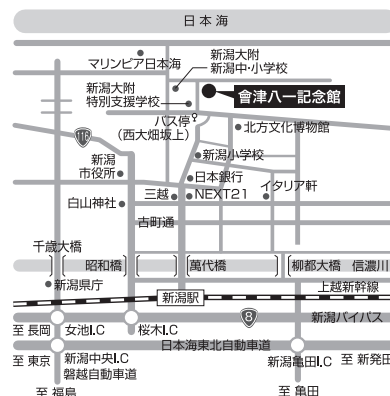 日本海
マリンピア日本海
新潟大附
新潟中・小学校
新潟大附
特別支援学校
會津八一記念館
バス停
(西大畑坂上)
北方文化博物館
116
新潟小学校
新潟
市役所
日本銀行
イタリア軒
三越
NEXT21
白山神社
古町通
千歳大橋
昭和橋
萬代橋
柳都大橋
信濃川
新潟県庁
上越新幹線
新潟駅
8
新潟バイパス
至 長岡
女池I.C
桜木I.C
日本海東北自動車道
至 東京
新潟中央I.C
磐越自動車道
新潟亀田I.C
至 新発田
至 福島
至 亀田